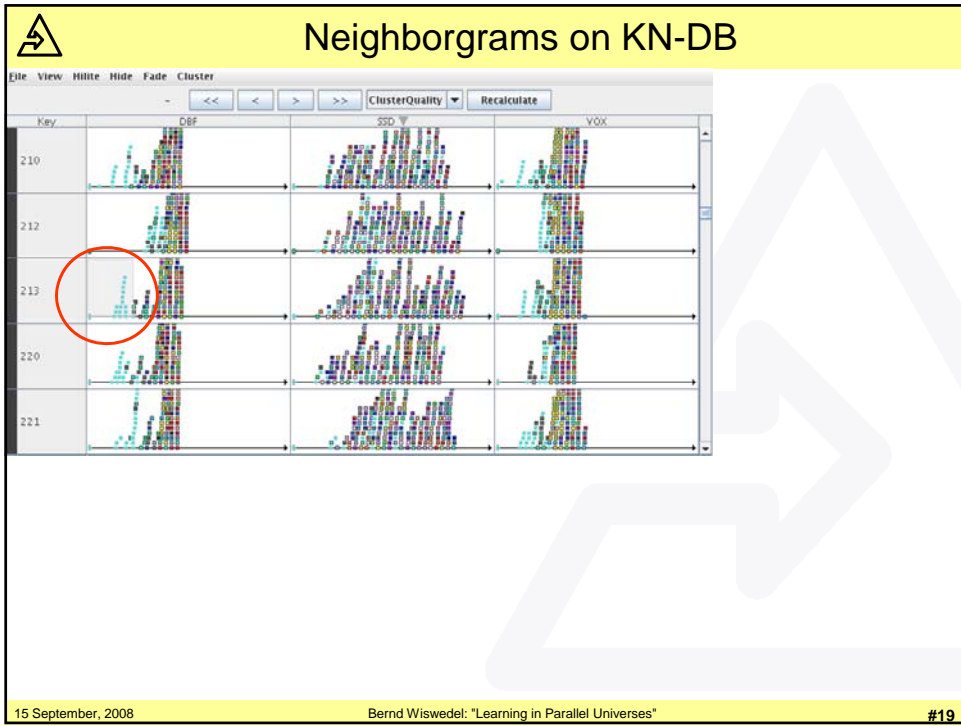 Neighborgrams on KN-DB
File View Hilite Hide Fade Cluster
- << < > >> ClusterQuality Recalculate
Key DBF SSD VOX
210
212
213
220
221
15 September, 2008 Bernd Wiswedel: "Learning in Parallel Universes" #19